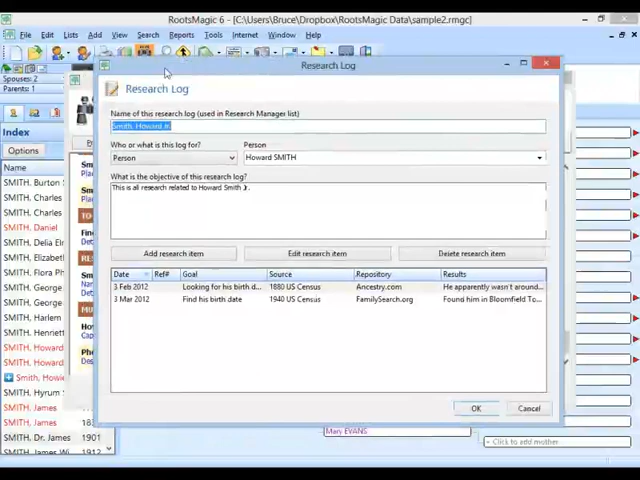 RootsMagic 6 - [C:\Users\Bruce\Dropbox\RootsMagic Data\sample2.rmgc]
File Edit Lists Add Search Reports Tools Internet Window Help
Spouses: 2
Parents: 1
Index
Options
Name
SMITH, Burton
SMITH, Charles
SMITH, Charles
SMITH, Daniel
SMITH, Delia
SMITH, Elizabeth
SMITH, Flora
SMITH, George
SMITH, George
SMITH, Harlem
SMITH, Henry
SMITH, Howard
SMITH, Howard
Smith, Howie
SMITH, Hyrum
SMITH, James
SMITH, James
SMITH, Dr. James 1901
Research Log
Research Log
Name of this research log (used in Research Manager list)
Smith, Howard Jr.
Who or what is this log for? Person
Person Howard SMITH
What is the objective of this research log?
This is all research related to Howard Smith Jr.
Add research item Edit research item Delete research item
Date Ref# Goal Source Repository Results
3 Feb 2012 Looking for his birth d... 1880 US Census Ancestry.com He apparently wasn't around...
3 Mar 2012 Find his birth date 1940 US Census FamilySearch.org Found him in Bloomfield To...
OK Cancel
Mary EVANS
+ Click to add mother